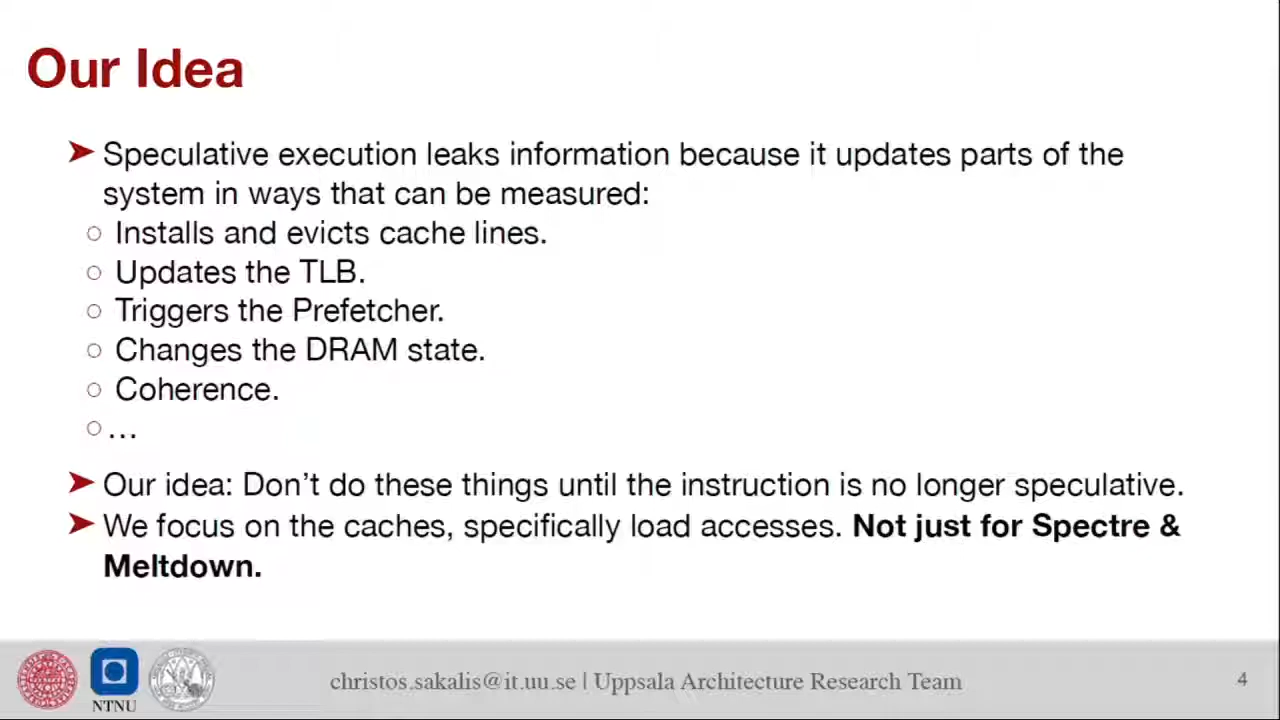 Our Idea
➤ Speculative execution leaks information because it updates parts of the
system in ways that can be measured:
○ Installs and evicts cache lines.
○ Updates the TLB.
○ Triggers the Prefetcher.
○ Changes the DRAM state.
○ Coherence.
○ …
➤ Our idea: Don’t do these things until the instruction is no longer speculative.
➤ We focus on the caches, specifically load accesses. Not just for Spectre &
Meltdown.
NTNU
christos.sakalis@it.uu.se | Uppsala Architecture Research Team
4